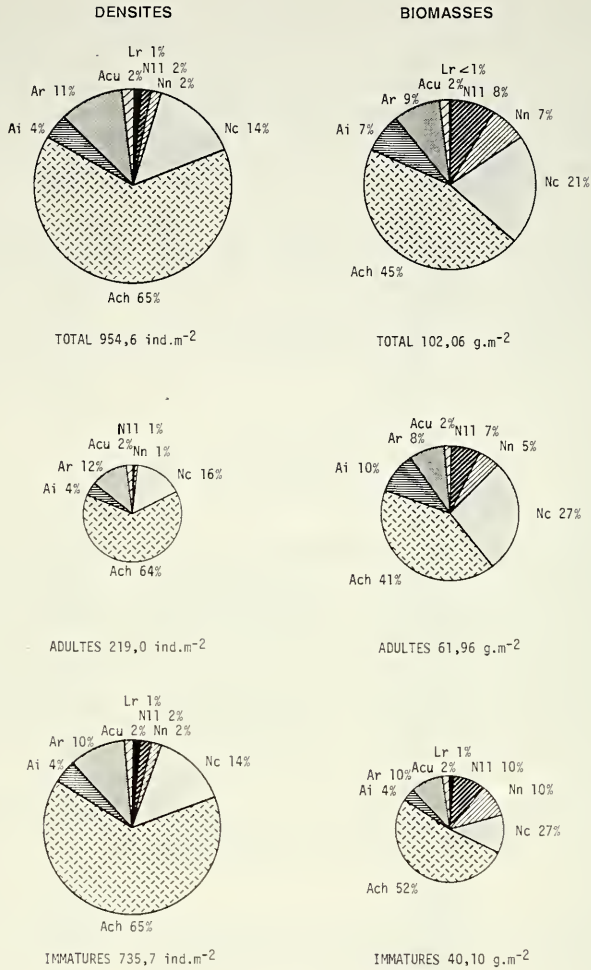 DENSITES
BIOMASSES
Lr 1%
Nll 2%
Acu 2%
Nn 2%
Ar 11%
Ai 4%
Nc 14%
Ach 65%
TOTAL 954,6 ind.m⁻²
Lr <1%
Acu 2%
Nll 8%
Ar 9%
Nn 7%
Ai 7%
Nc 21%
Ach 45%
TOTAL 102,06 g.m⁻²
Nll 1%
Acu 2%
Nn 1%
Ar 12%
Nc 16%
Ai 4%
Ach 64%
ADULTES 219,0 ind.m⁻²
Acu 2%
Nll 7%
Ar 8%
Nn 5%
Ai 10%
Nc 27%
Ach 41%
ADULTES 61,96 g.m⁻²
Lr 1%
Nll 2%
Acu 2%
Nn 2%
Ar 10%
Nc 14%
Ai 4%
Ach 65%
IMMATURES 735,7 ind.m⁻²
Lr 1%
Acu 2%
Nll 10%
Ar 10%
Nn 10%
Ai 4%
Nc 27%
Ach 52%
IMMATURES 40,10 g.m⁻²